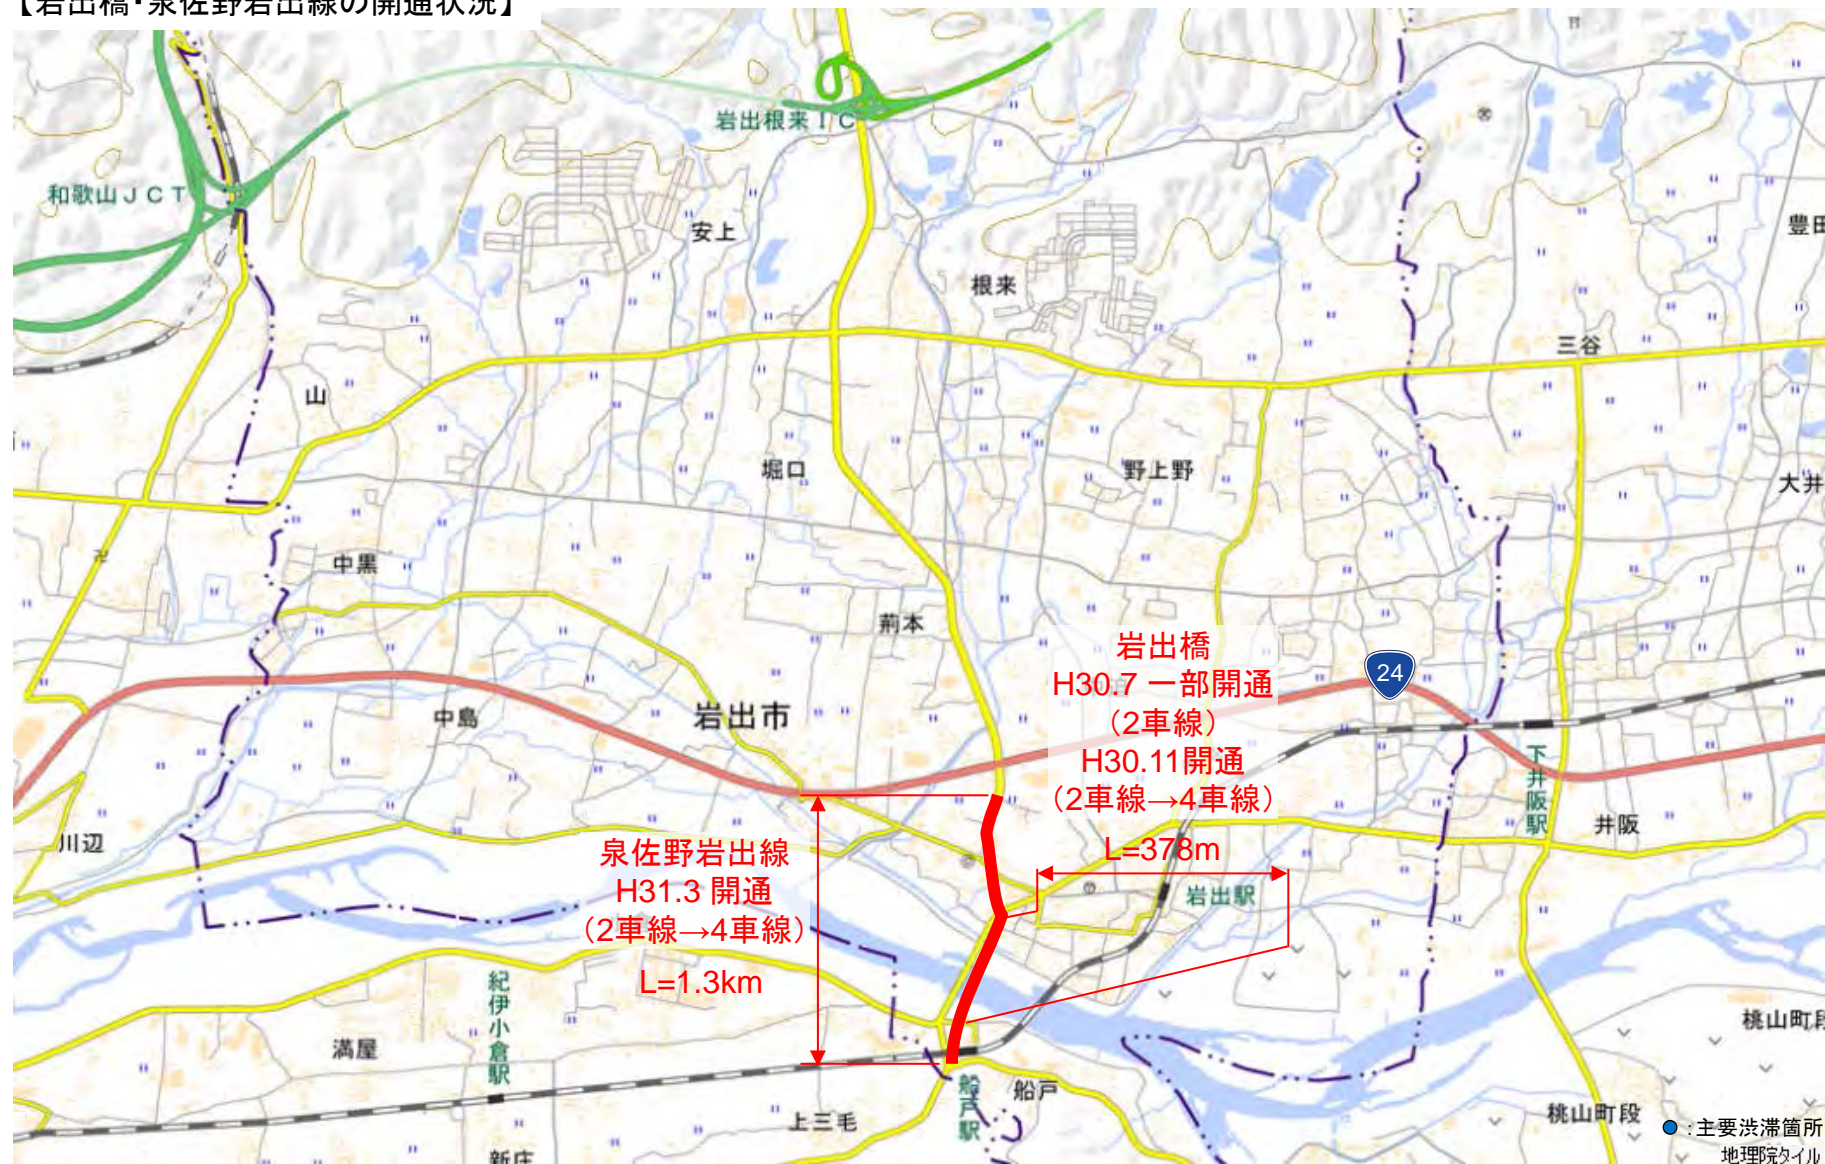 【岩出橋・泉佐野岩出線の開通状況】
岩出根来IC
和歌山JCT
安上
豊田
根来
三谷
山
堀口
野上野
大井
中黒
荊本
岩出橋
H30.7 一部開通
（2車線）
H30.11開通
（2車線→4車線）
L=378m
24
岩出市
中島
下井阪駅
井阪
川辺
泉佐野岩出線
H31.3 開通
（2車線→4車線）
L=1.3km
岩出駅
紀伊小倉駅
満屋
桃山町段
船戸駅
船戸
上三毛
桃山町段
新庄
：主要渋滞箇所
地理院タイル